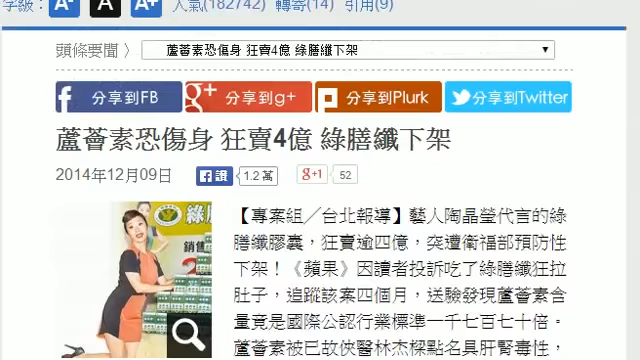 字級： A- A A+ 人氣(182742) 轉寄(14) 引用(9)
頭條要聞 〉 蘆薈素恐傷身 狂賣4億 綠膳纖下架
分享到FB 分享到g+ 分享到Plurk 分享到Twitter
蘆薈素恐傷身 狂賣4億 綠膳纖下架
2014年12月09日 讚 1.2 萬 g+1 52
【專案組╱台北報導】藝人陶晶瑩代言的綠
膳纖膠囊，狂賣逾四億，突遭衛福部預防性
下架！《蘋果》因讀者投訴吃了綠膳纖狂拉
肚子，追蹤該案四個月，送驗發現蘆薈素含
量竟是國際公認行業標準一千七百七十倍。
蘆薈素被已故俠醫林杰樑點名具肝腎毒性，
綠膳
銷售